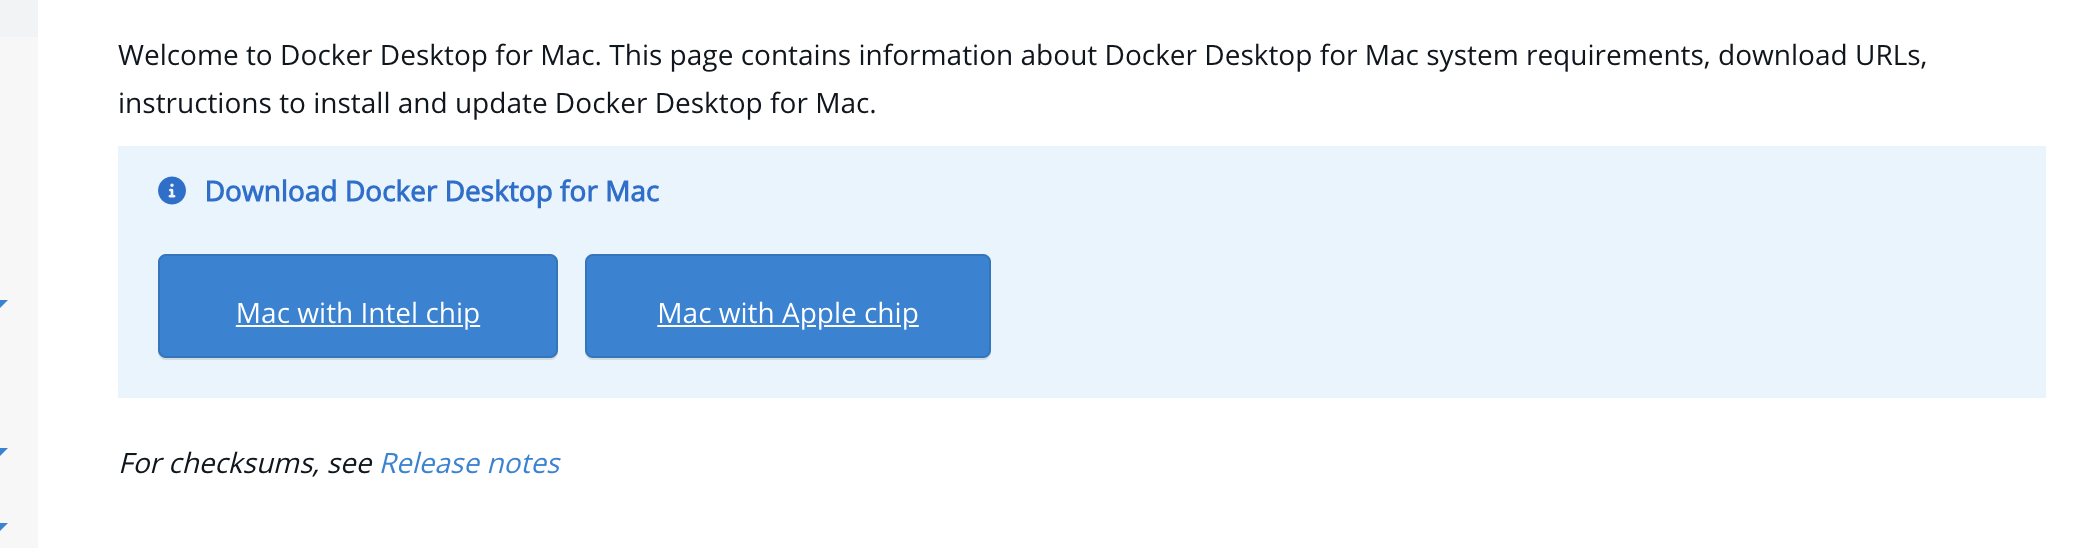 Welcome to Docker Desktop for Mac. This page contains information about Docker Desktop for Mac system requirements, download URLs,
instructions to install and update Docker Desktop for Mac.
Download Docker Desktop for Mac
Mac with Intel chip
Mac with Apple chip
For checksums, see Release notes